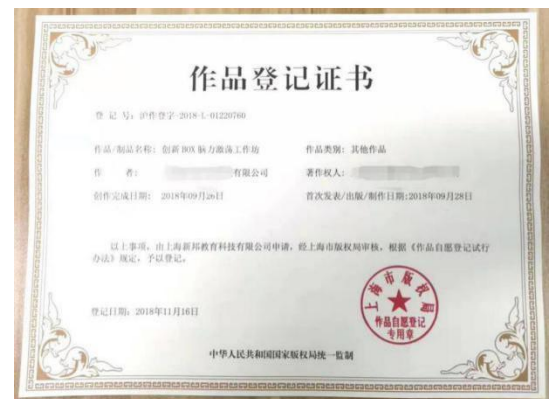 作品登记证书
登 记 号：沪作登字-2018-L-01220760
作品/制品名称：创新 BOX 脑力激荡工作坊 作品类别：其他作品
作 者： 有限公司 著作权人：
创作完成日期：2018年09月26日 首次发表/出版/制作日期:2018年09月28日
以上事项，由上海新邦教育科技有限公司申请，经上海市版权局审核，根据《作品自愿登记试行
办法》规定，予以登记。
登记日期：2018年11月16日
上海市版权局
作品自愿登记
专用章
中华人民共和国国家版权局统一监制